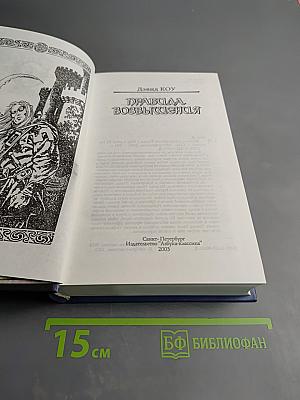 Дэвид КОУ
ПРАВИЛА
ВОЗВЫШЕНИЯ
Санкт-Петербург
Издательство "Азбука-классика"
2005
15 см
БФ БИБЛИОФАН